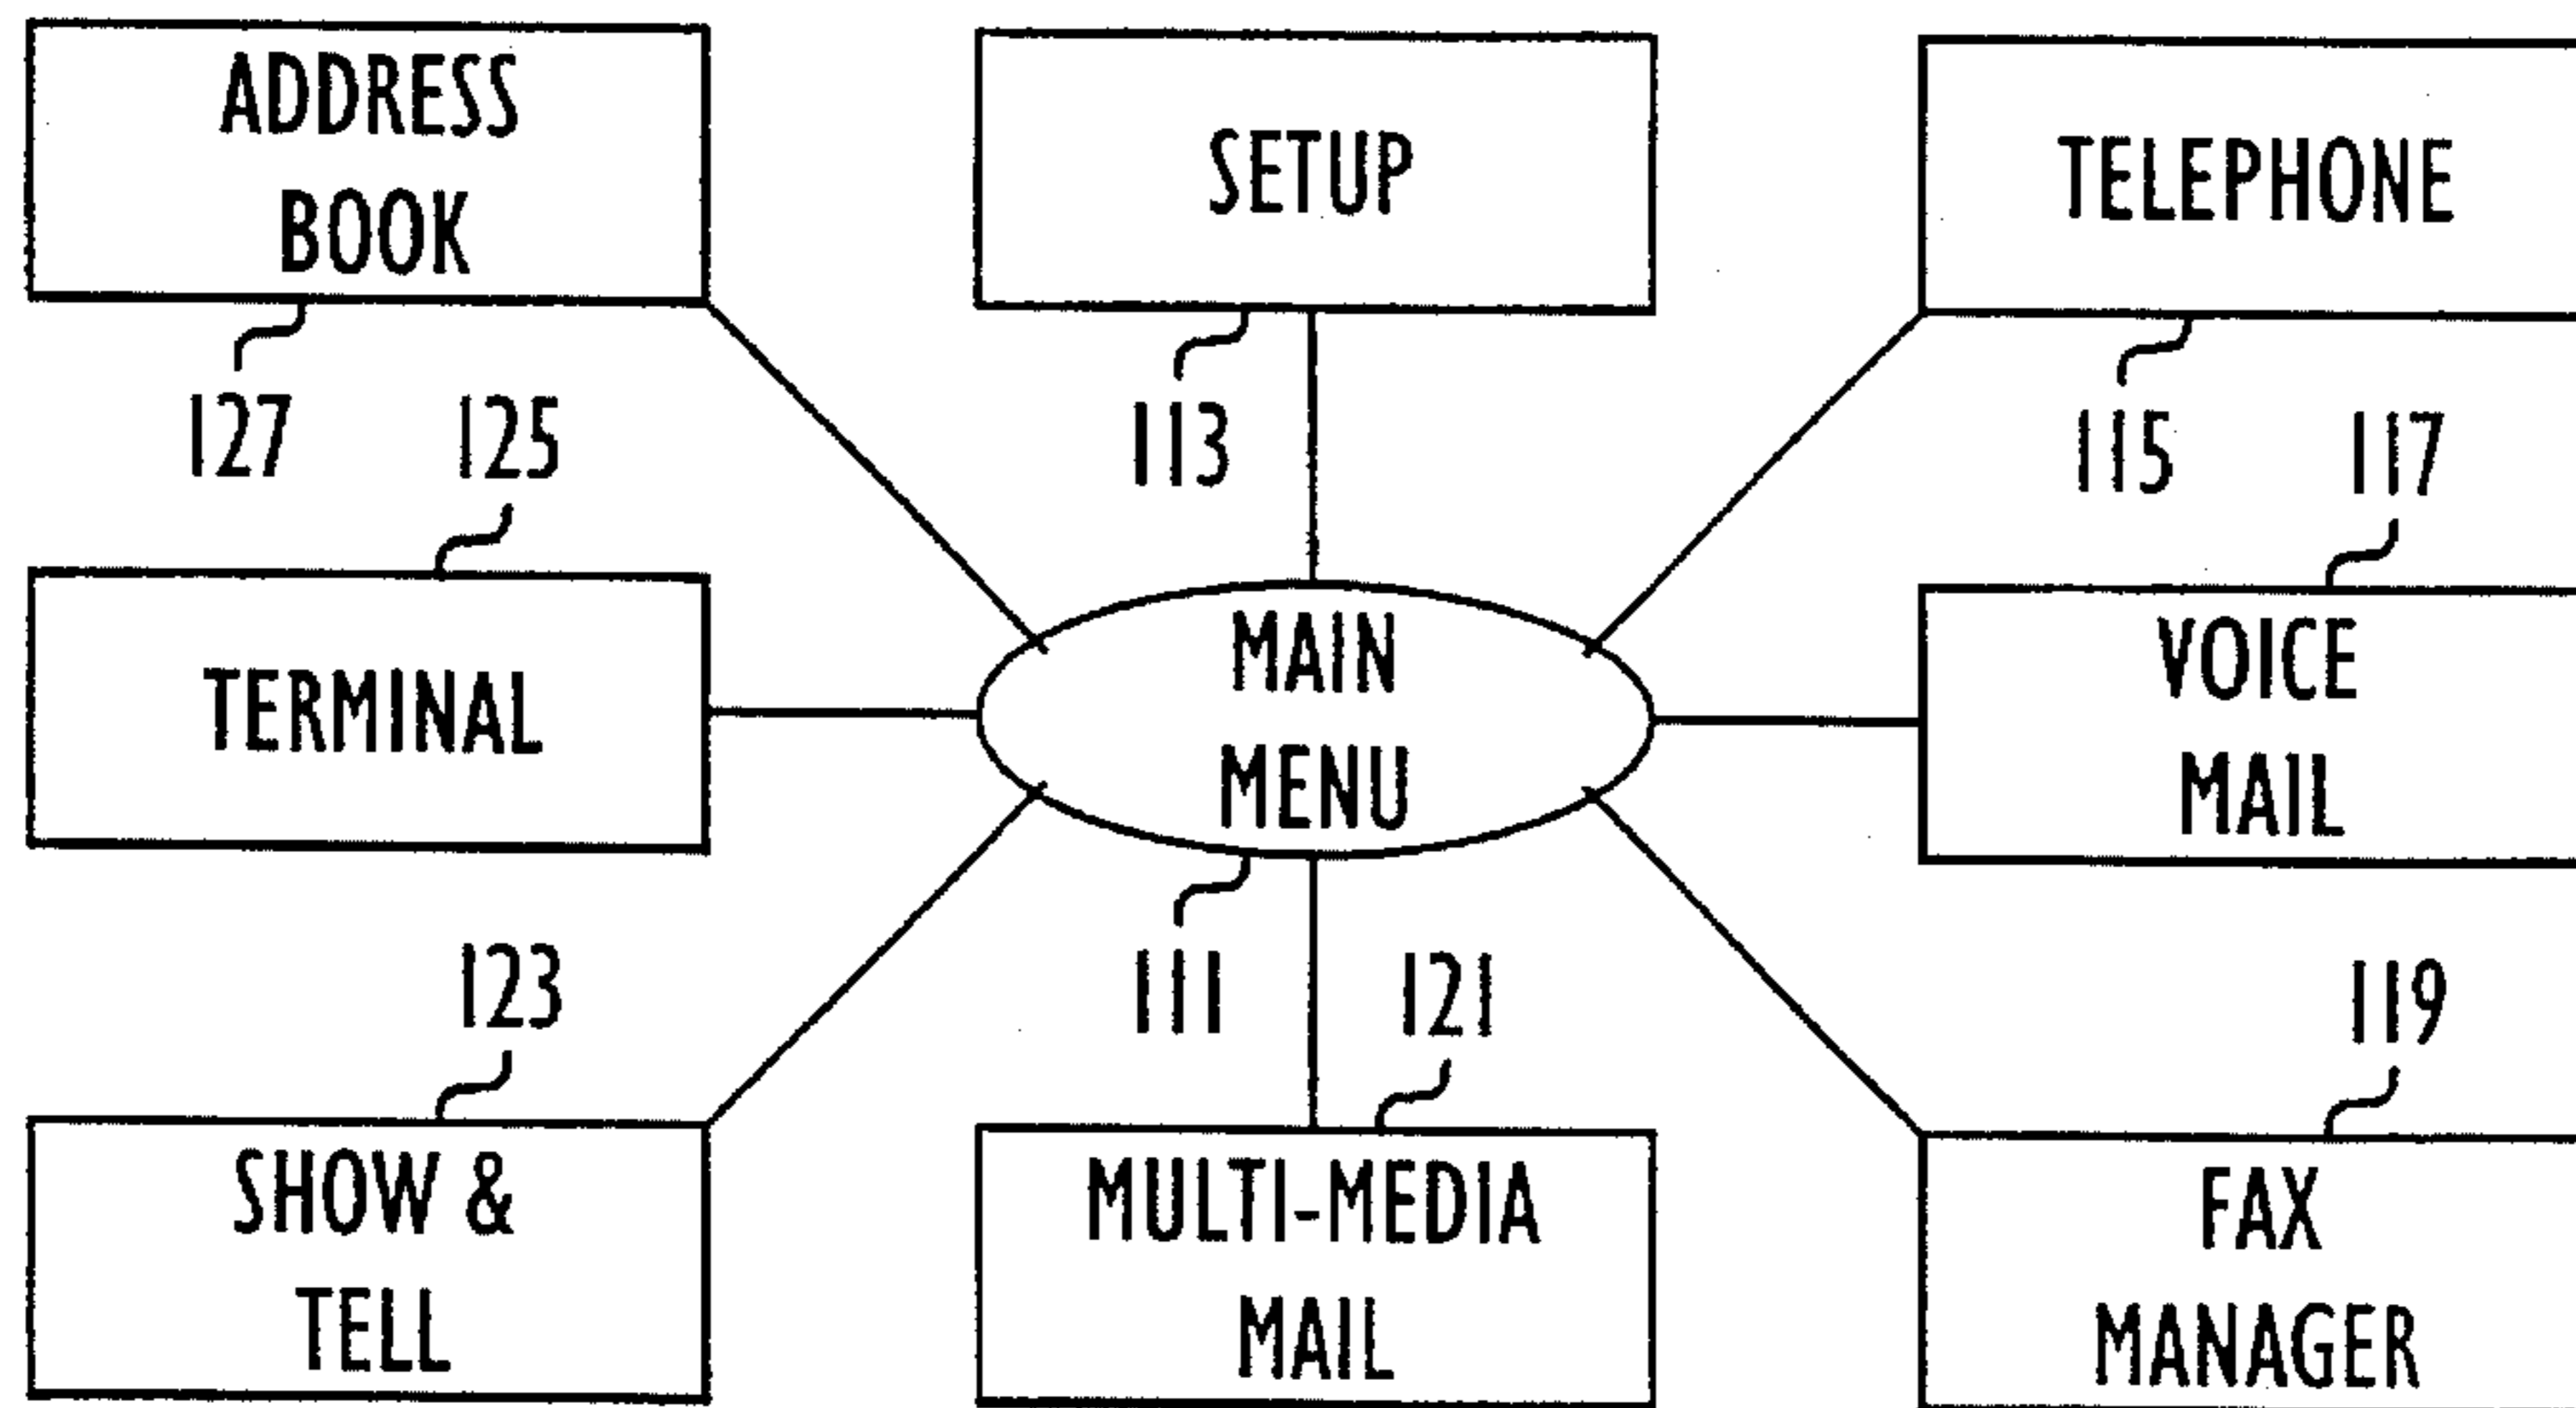 ADDRESS
BOOK
SETUP
TELEPHONE
127
125
113
115
117
TERMINAL
MAIN
MENU
VOICE
MAIL
123
111
121
119
SHOW &
TELL
MULTI-MEDIA
MAIL
FAX
MANAGER